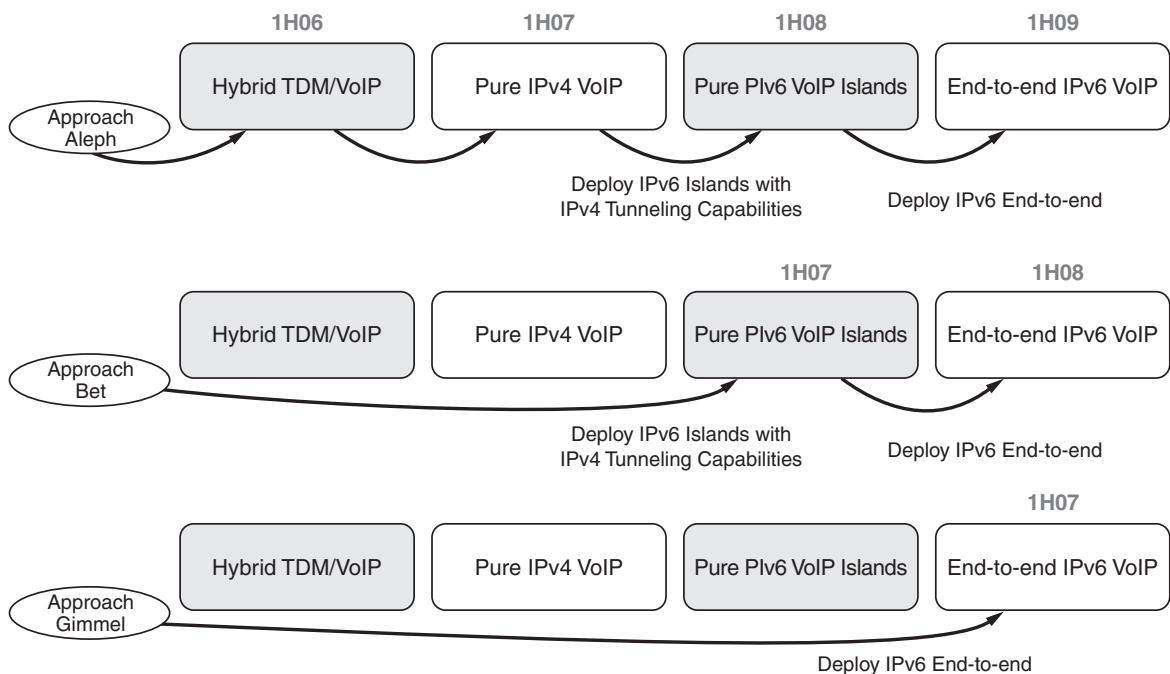 1H06
1H07
1H08
1H09
Approach
Aleph
Hybrid TDM/VoIP
Pure IPv4 VoIP
Pure PIv6 VoIP Islands
End-to-end IPv6 VoIP
Deploy IPv6 Islands with
IPv4 Tunneling Capabilities
Deploy IPv6 End-to-end
1H07
1H08
Approach
Bet
Hybrid TDM/VoIP
Pure IPv4 VoIP
Pure PIv6 VoIP Islands
End-to-end IPv6 VoIP
Deploy IPv6 Islands with
IPv4 Tunneling Capabilities
Deploy IPv6 End-to-end
1H07
Approach
Gimmel
Hybrid TDM/VoIP
Pure IPv4 VoIP
Pure PIv6 VoIP Islands
End-to-end IPv6 VoIP
Deploy IPv6 End-to-end